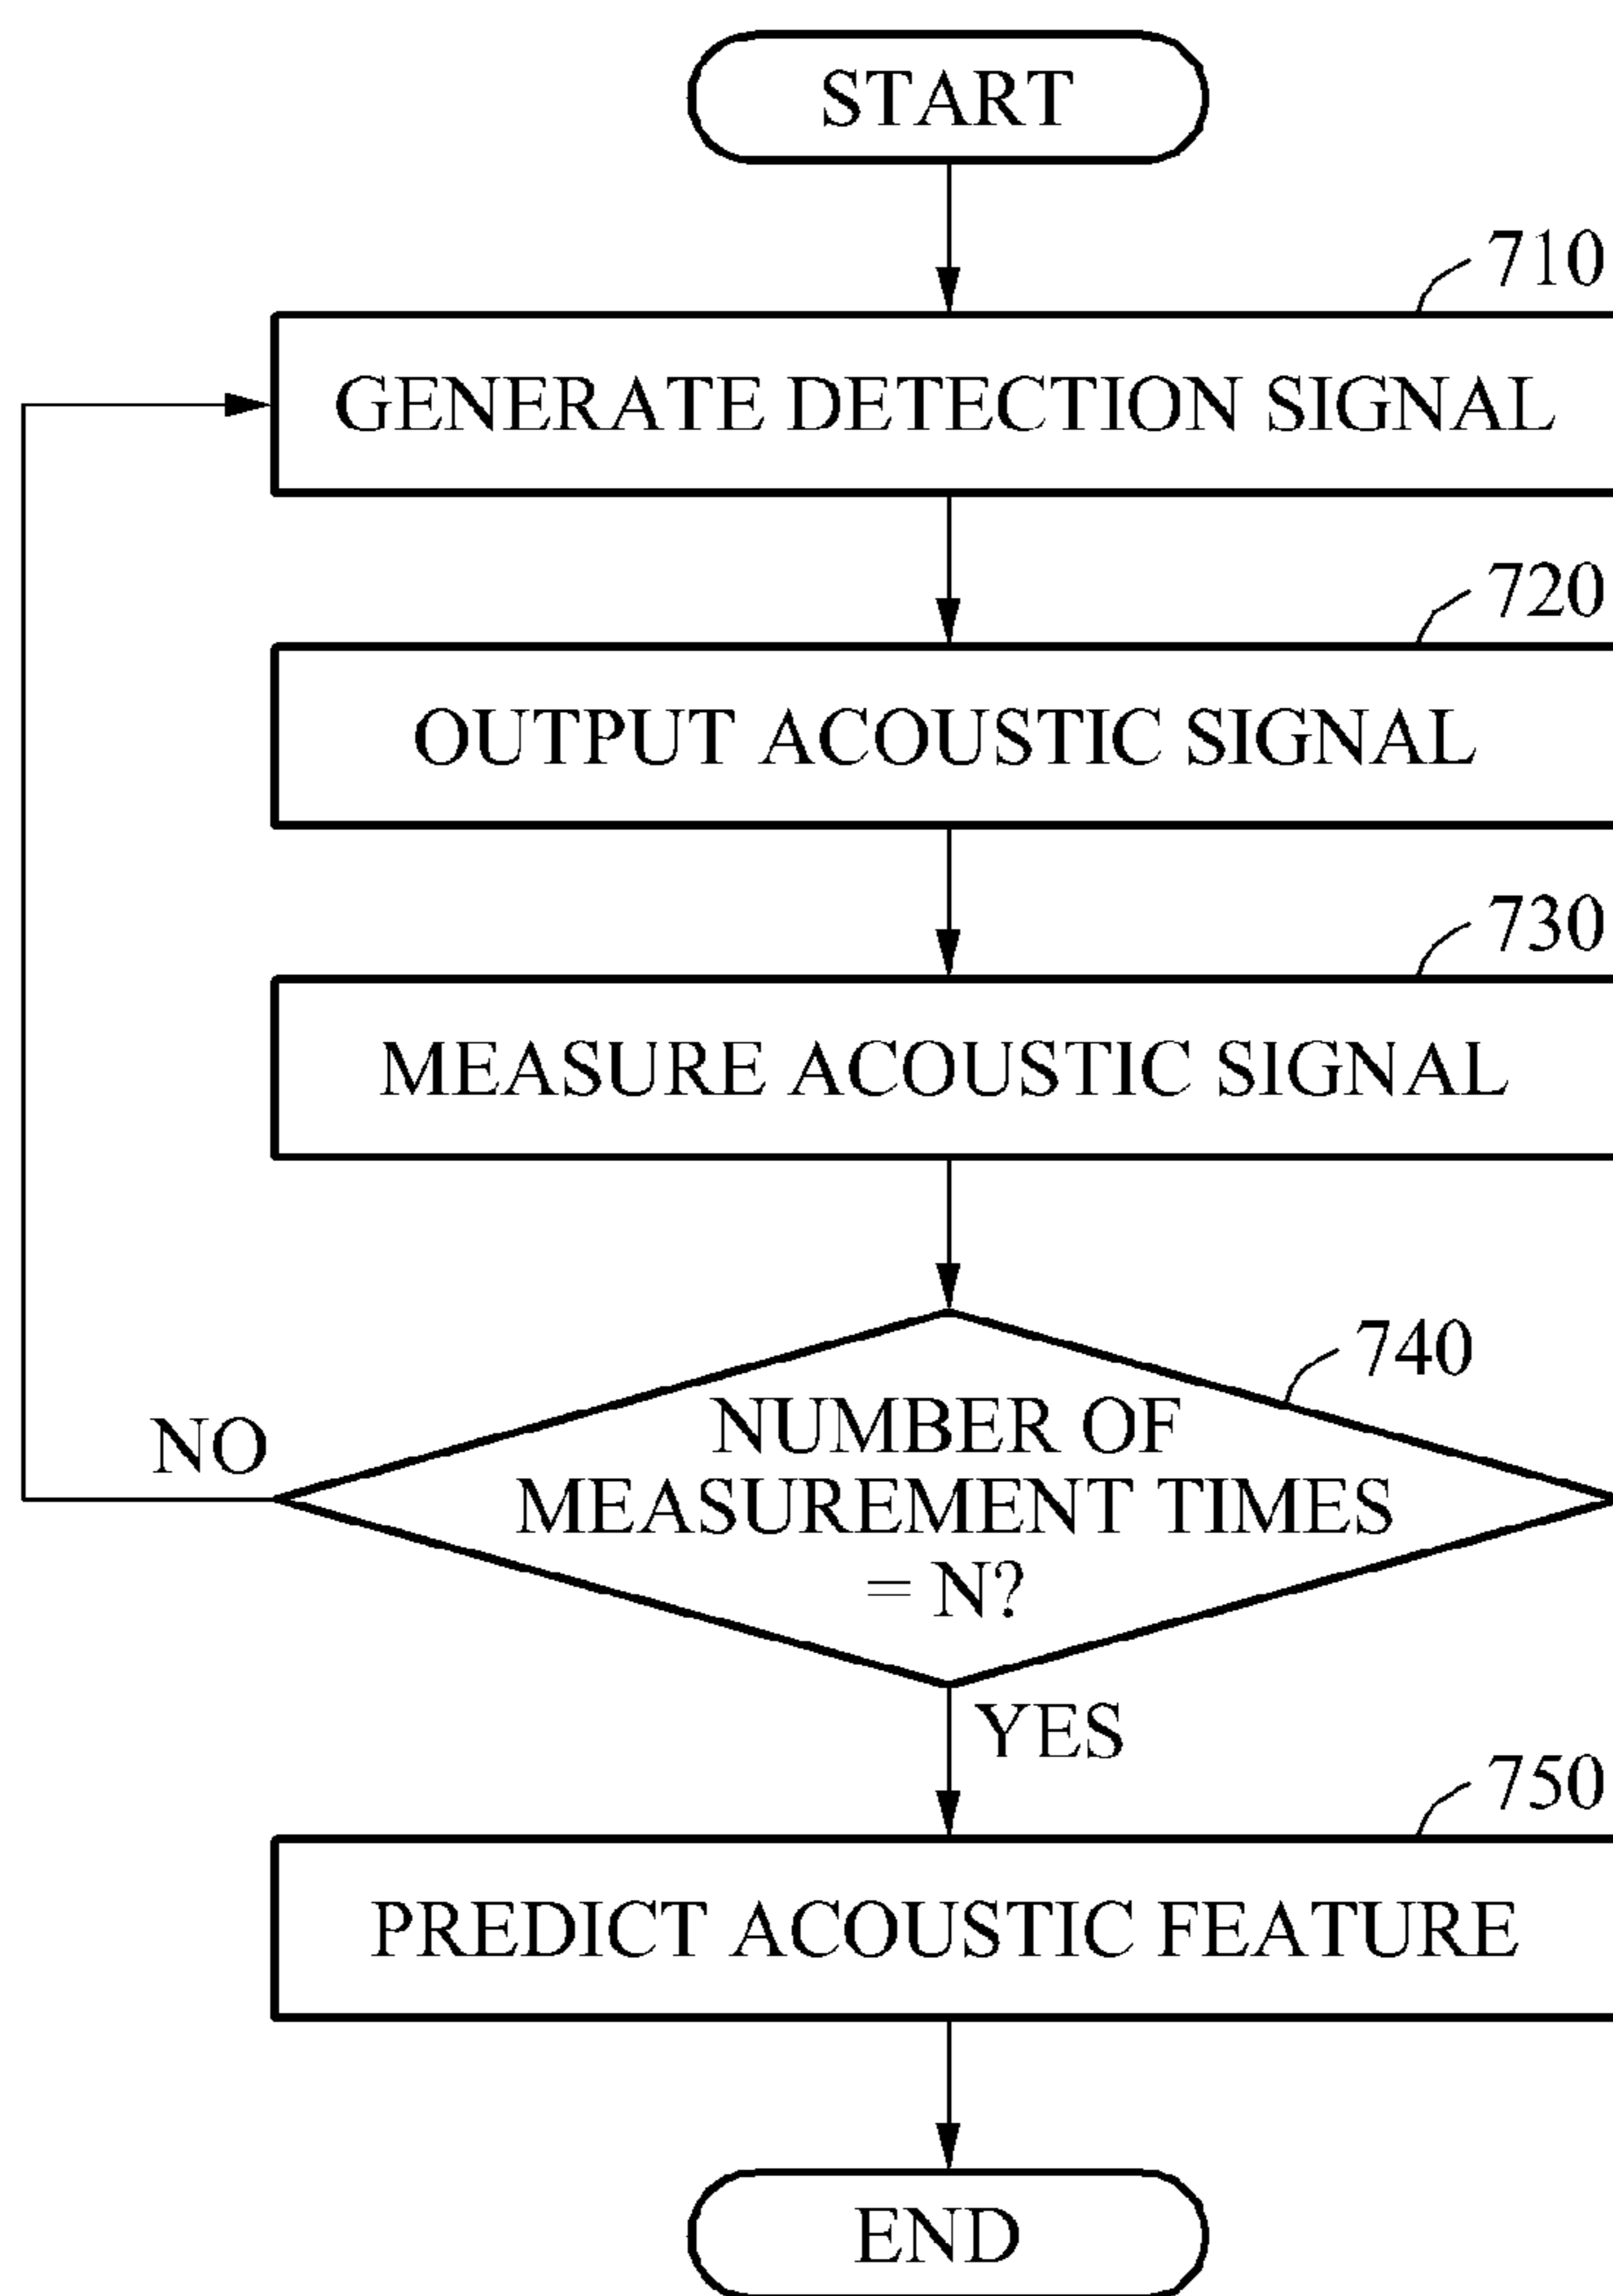 START
710
GENERATE DETECTION SIGNAL
720
OUTPUT ACOUSTIC SIGNAL
730
MEASURE ACOUSTIC SIGNAL
740
NUMBER OF
MEASUREMENT TIMES
= N?
NO
YES
750
PREDICT ACOUSTIC FEATURE
END